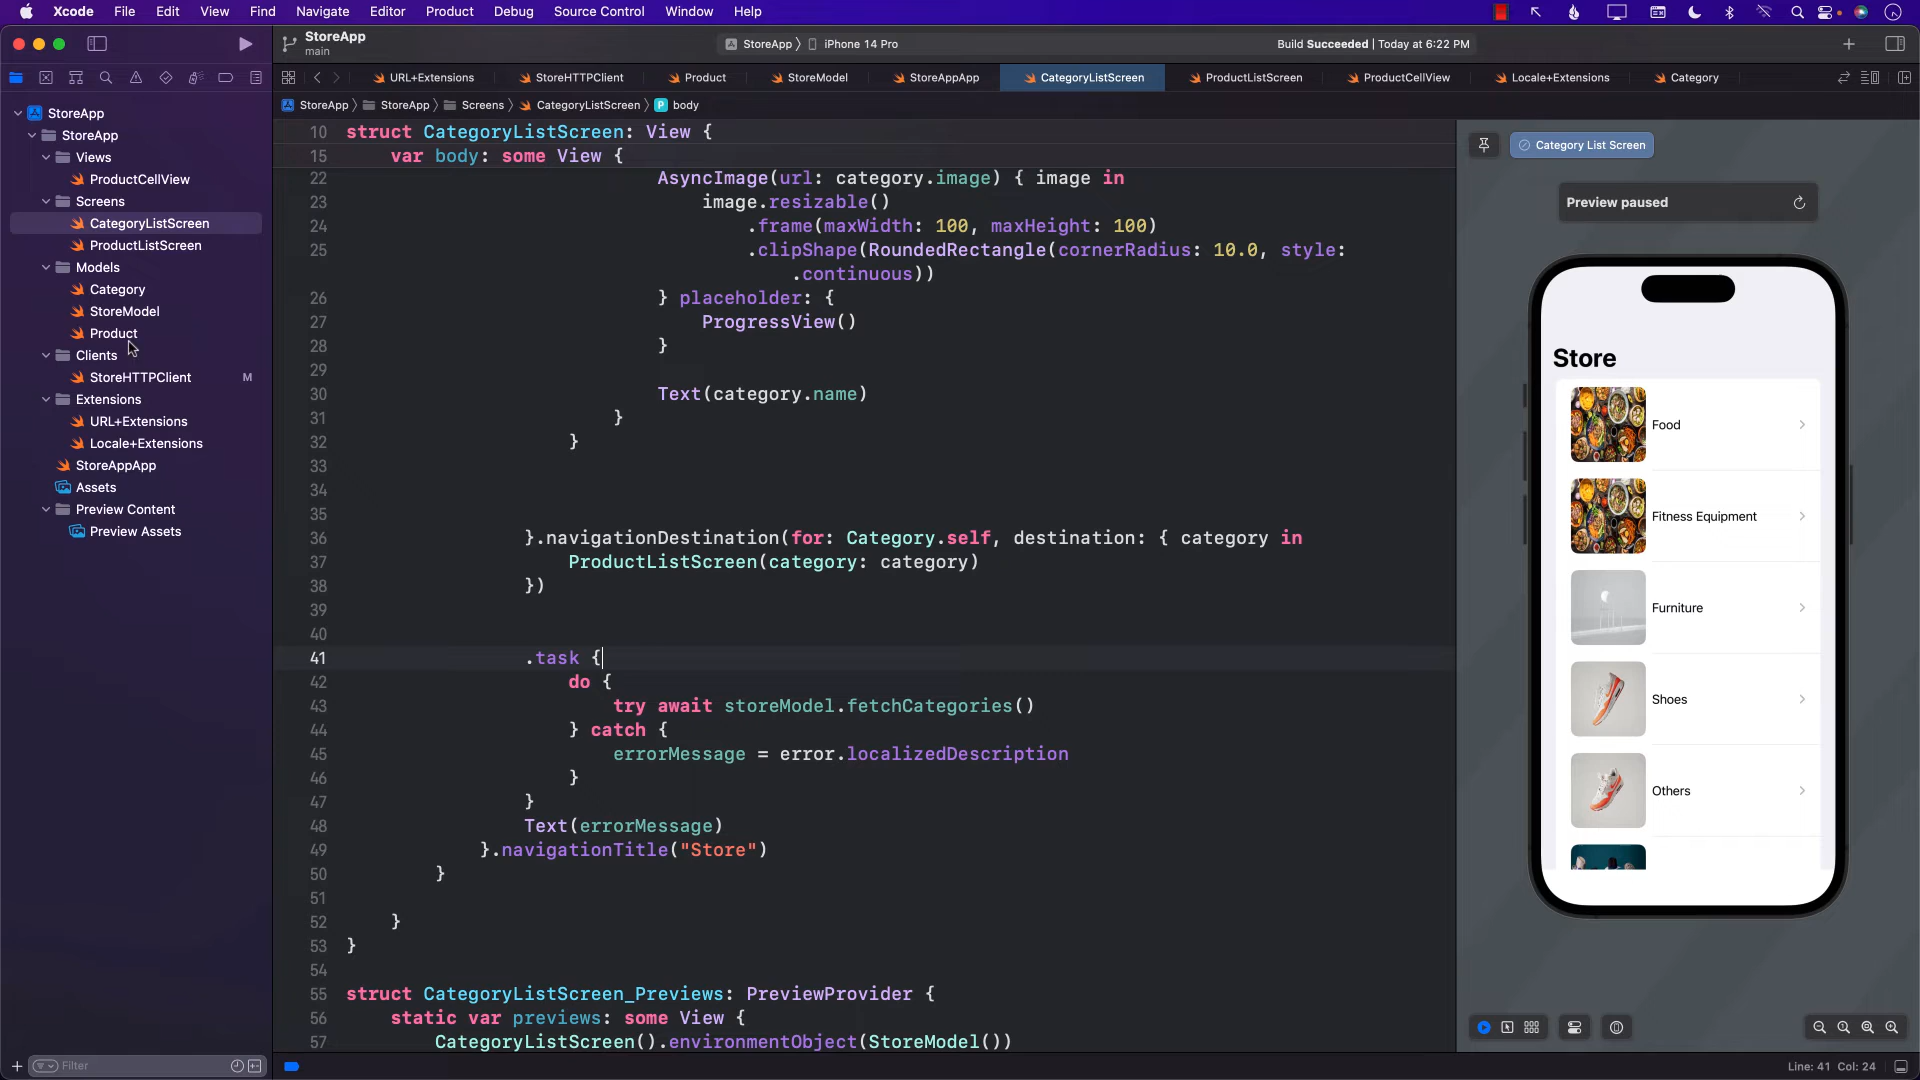 Xcode File Edit View Find Navigate Editor Product Debug Source Control Window Help
StoreApp
main
StoreApp 〉 iPhone 14 Pro
Build Succeeded | Today at 6:22 PM
URL+Extensions StoreHTTPClient Product StoreModel StoreAppApp CategoryListScreen ProductListScreen ProductCellView Locale+Extensions Category
StoreApp 〉 StoreApp 〉 Screens 〉 CategoryListScreen 〉 P body
StoreApp
StoreApp
Views
ProductCellView
Screens
CategoryListScreen
ProductListScreen
Models
Category
StoreModel
Product
Clients
StoreHTTPClient M
Extensions
URL+Extensions
Locale+Extensions
StoreAppApp
Assets
Preview Content
Preview Assets
Filter
10 struct CategoryListScreen: View {
15 var body: some View {
22 AsyncImage(url: category.image) { image in
23 image.resizable()
24 .frame(maxWidth: 100, maxHeight: 100)
25 .clipShape(RoundedRectangle(cornerRadius: 10.0, style:
.continuous))
26 } placeholder: {
27 ProgressView()
28 }
29
30 Text(category.name)
31 }
32 }
33
34
35
36 }.navigationDestination(for: Category.self, destination: { category in
37 ProductListScreen(category: category)
38 })
39
40
41 .task {
42 do {
43 try await storeModel.fetchCategories()
44 } catch {
45 errorMessage = error.localizedDescription
46 }
47 }
48 Text(errorMessage)
49 }.navigationTitle("Store")
50 }
51
52 }
53 }
54
55 struct CategoryListScreen_Previews: PreviewProvider {
56 static var previews: some View {
57 CategoryListScreen().environmentObject(StoreModel())
Category List Screen
Preview paused
Store
Food
Fitness Equipment
Furniture
Shoes
Others
Line: 41 Col: 24